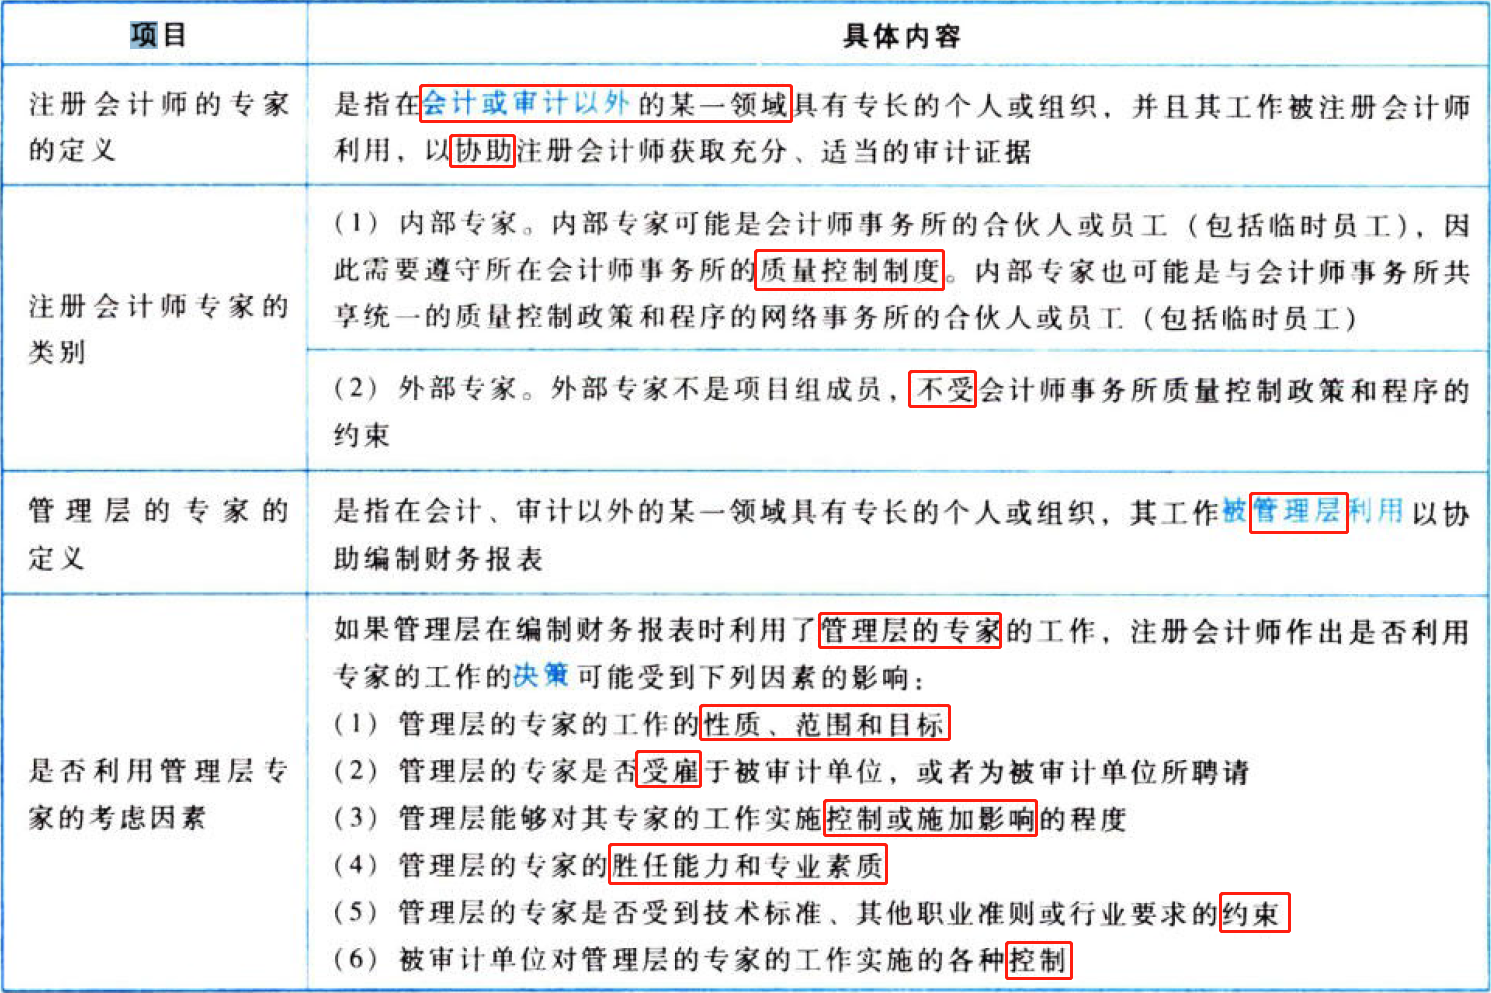 项目
具体内容
注册会计师的专家
的定义
是指在会计或审计以外的某一领域具有专长的个人或组织，并且其工作被注册会计师
利用，以协助注册会计师获取充分、适当的审计证据
注册会计师专家的
类别
（1）内部专家。内部专家可能是会计师事务所的合伙人或员工（包括临时员工），因
此需要遵守所在会计师事务所的质量控制制度。内部专家也可能是与会计师事务所共
享统一的质量控制政策和程序的网络事务所的合伙人或员工（包括临时员工）
（2）外部专家。外部专家不是项目组成员，不受会计师事务所质量控制政策和程序的
约束
管理层的专家的
定义
是指在会计、审计以外的某一领域具有专长的个人或组织，其工作被管理层利用以协
助编制财务报表
是否利用管理层专
家的考虑因素
如果管理层在编制财务报表时利用了管理层的专家的工作，注册会计师作出是否利用
专家的工作的决策可能受到下列因素的影响：
（1）管理层的专家的工作的性质、范围和目标
（2）管理层的专家是否受雇于被审计单位，或者为被审计单位所聘请
（3）管理层能够对其专家的工作实施控制或施加影响的程度
（4）管理层的专家的胜任能力和专业素质
（5）管理层的专家是否受到技术标准、其他职业准则或行业要求的约束
（6）被审计单位对管理层的专家的工作实施的各种控制